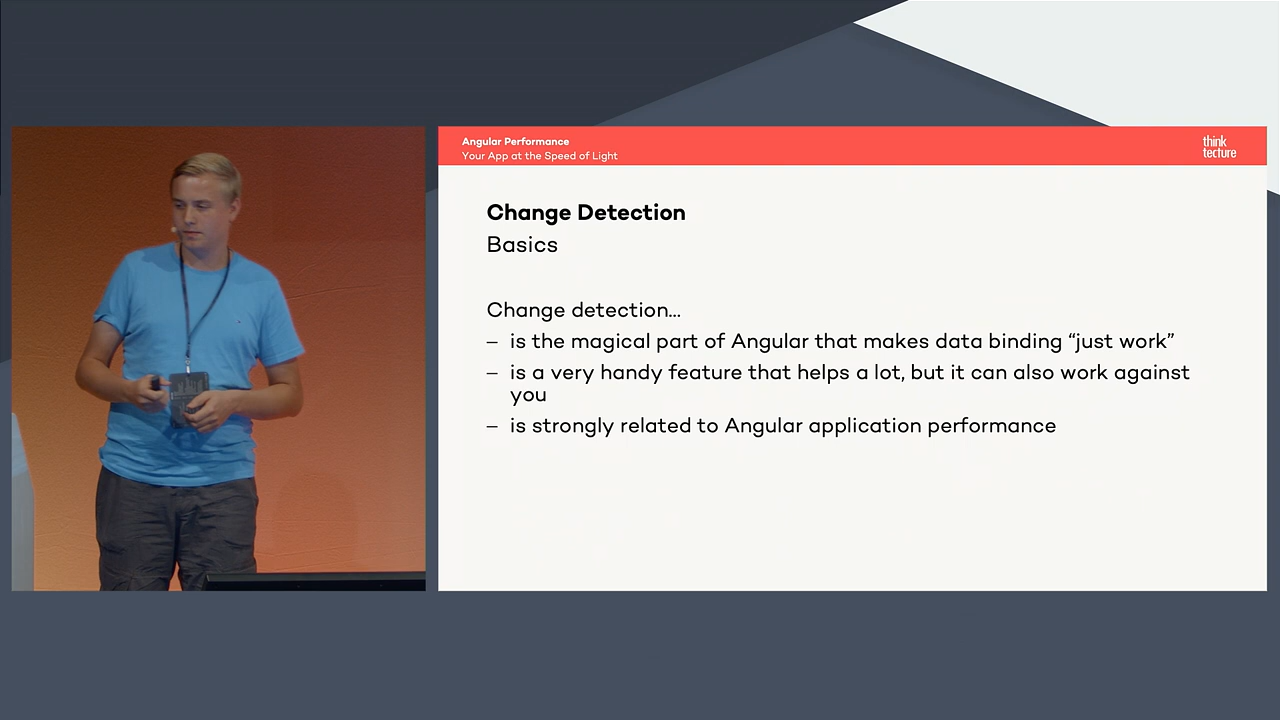 Angular Performance
Your App at the Speed of Light
think
tecture
Change Detection
Basics
Change detection...
– is the magical part of Angular that makes data binding “just work”
– is a very handy feature that helps a lot, but it can also work against
you
– is strongly related to Angular application performance